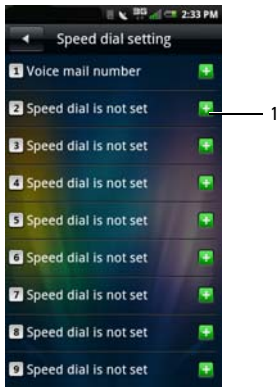 3G 2:33 PM
Speed dial setting
1 Voice mail number
2 Speed dial is not set
1
3 Speed dial is not set
4 Speed dial is not set
5 Speed dial is not set
6 Speed dial is not set
7 Speed dial is not set
8 Speed dial is not set
9 Speed dial is not set